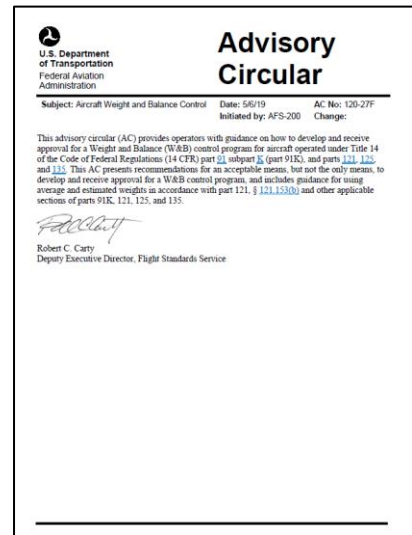 U.S. Department
of Transportation
Federal Aviation
Administration
Advisory
Circular
Subject: Aircraft Weight and Balance Control
Date: 5/6/19
AC No: 120-27F
Initiated by: AFS-200
Change:
This advisory circular (AC) provides operators with guidance on how to develop and receive
approval for a Weight and Balance (W&B) control program for aircraft operated under Title 14
of the Code of Federal Regulations (14 CFR) part 91 subpart K (part 91K), and parts 121, 125,
and 135. This AC presents recommendations for an acceptable means, but not the only means, to
develop and receive approval for a W&B control program, and includes guidance for using
average and estimated weights in accordance with part 121, § 121.153(b) and other applicable
sections of parts 91K, 121, 125, and 135.
Robert C. Carty
Deputy Executive Director, Flight Standards Service